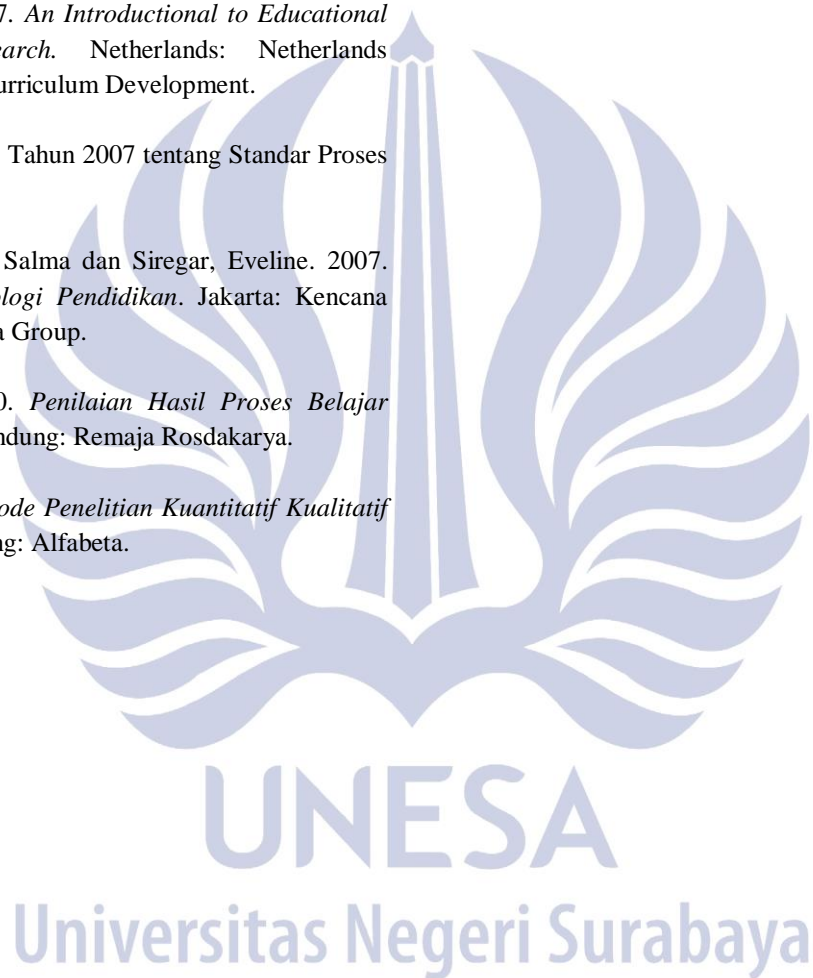 7. An Introductional to Educational
earch. Netherlands: Netherlands
urriculum Development.
Tahun 2007 tentang Standar Proses
Salma dan Siregar, Eveline. 2007.
logi Pendidikan. Jakarta: Kencana
a Group.
0. Penilaian Hasil Proses Belajar
ndung: Remaja Rosdakarya.
ode Penelitian Kuantitatif Kualitatif
ng: Alfabeta.
UNESA
Universitas Negeri Surabaya